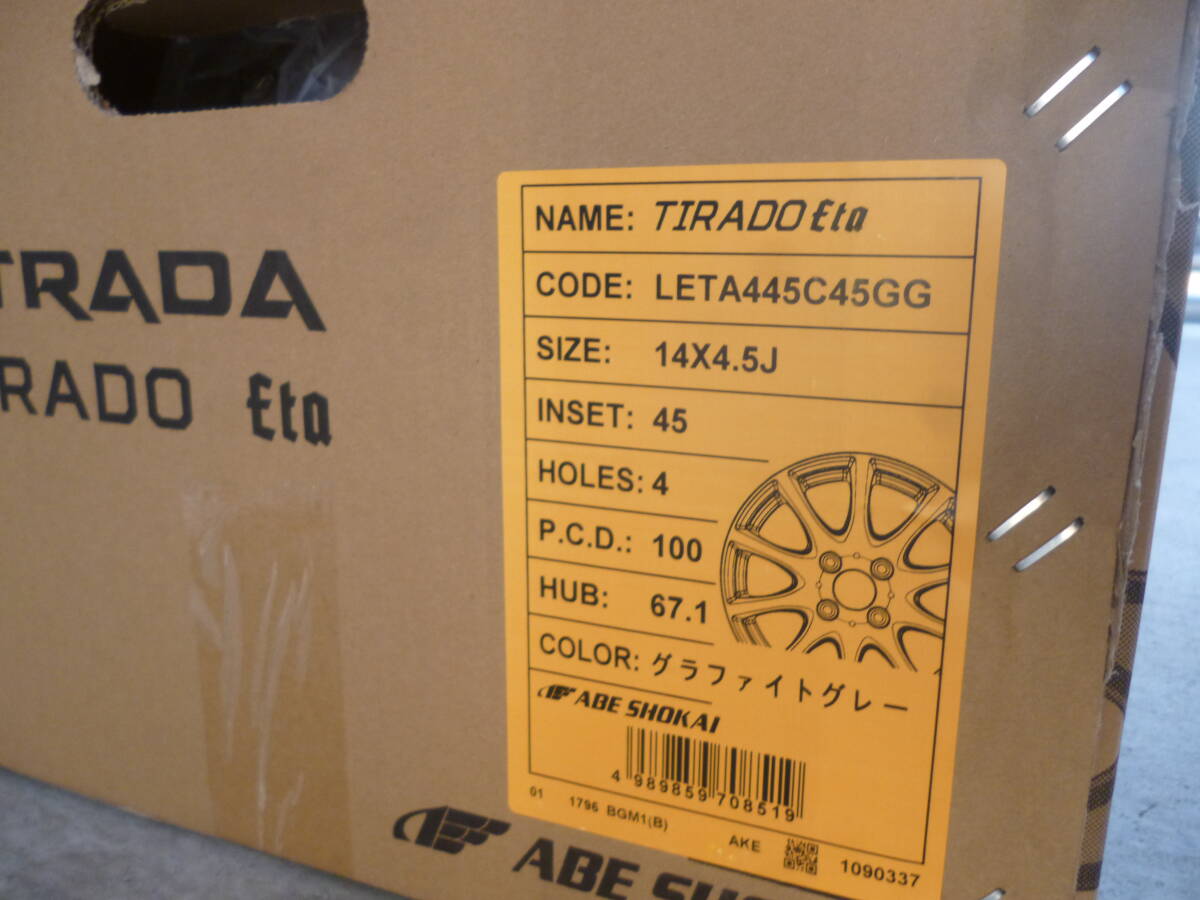 TRADA
RADO Eta
NAME: TIRADO Eta
CODE: LETA445C45GG
SIZE: 14X4.5J
INSET: 45
HOLES: 4
P.C.D.: 100
HUB: 67.1
COLOR: グラファイトグレー
ABE SHOKAI
4 989859 708519
01 1796 BGM1(B) AKE 1090337
ABE SHO